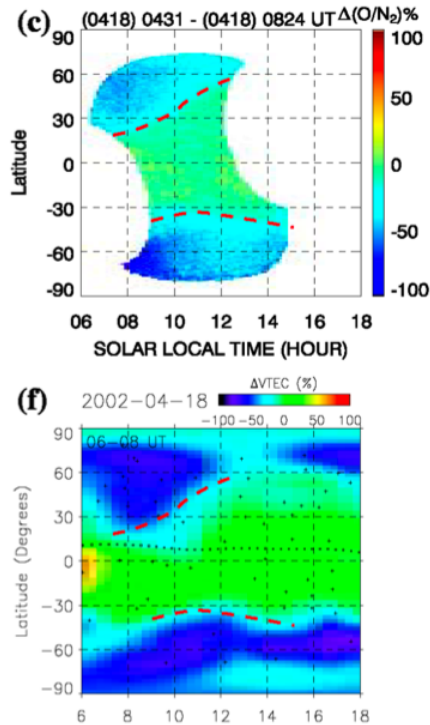 (c) (0418) 0431 - (0418) 0824 UT Δ(O/N₂)%
90
60
30
0
-30
-60
-90
Latitude
100
50
0
-50
-100
06 08 10 12 14 16 18
SOLAR LOCAL TIME (HOUR)
(f)
2002-04-18
ΔVTEC (%)
-100 -50 0 50 100
06-08 UT
90
60
30
0
-30
-60
-90
Latitude (Degrees)
6 8 10 12 14 16 18